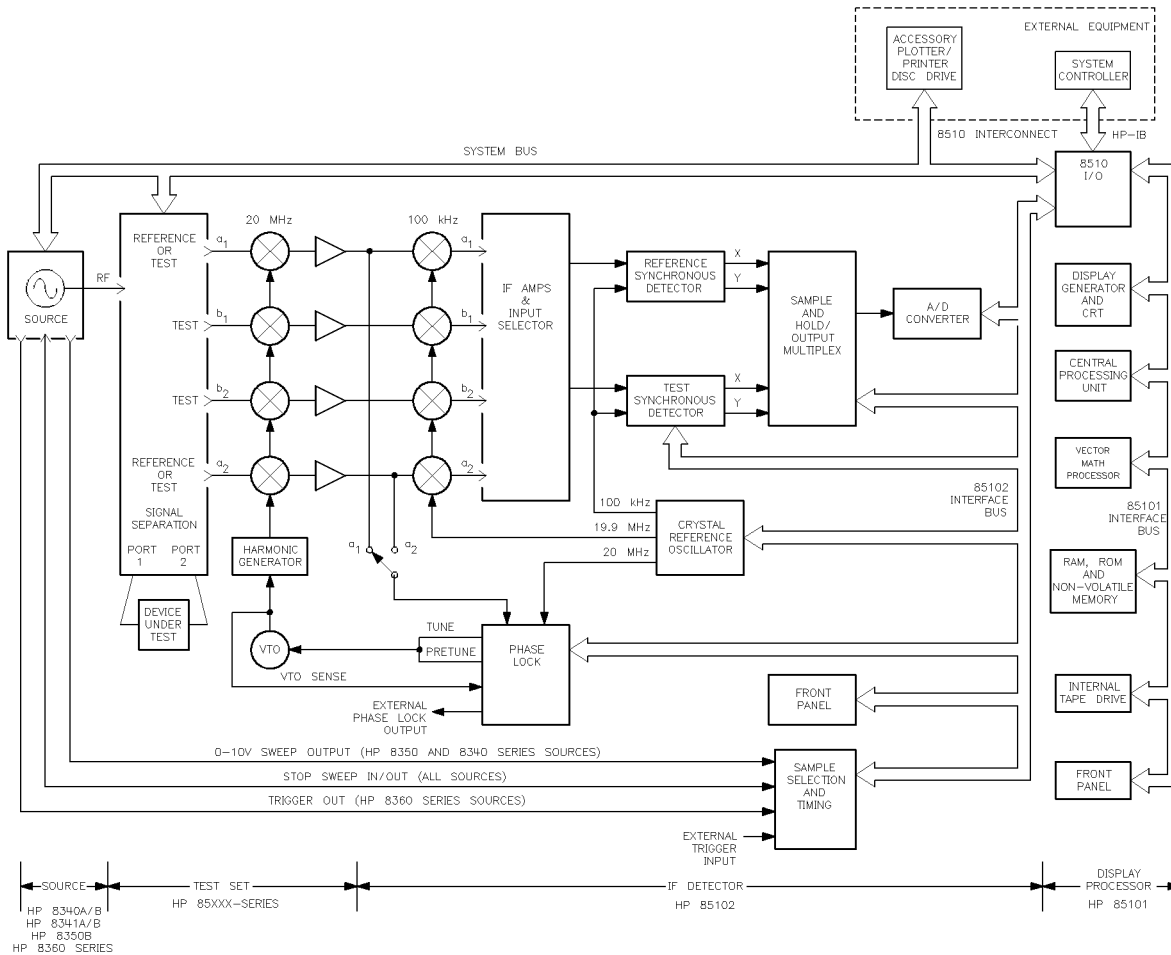 EXTERNAL EQUIPMENT
ACCESSORY
PLOTTER/
PRINTER
DISC DRIVE
SYSTEM
CONTROLLER
8510 INTERCONNECT
HP-IB
SYSTEM BUS
8510
I/O
REFERENCE
OR
TEST
a1
20 MHz
100 kHz
a1
RF
SOURCE
TEST
b1
b1
TEST
b2
b2
REFERENCE
OR
TEST
a2
a2
SIGNAL
SEPARATION
PORT
1
PORT
2
DEVICE
UNDER
TEST
IF AMPS
&
INPUT
SELECTOR
REFERENCE
SYNCHRONOUS
DETECTOR
X
Y
TEST
SYNCHRONOUS
DETECTOR
X
Y
SAMPLE
AND
HOLD/
OUTPUT
MULTIPLEX
A/D
CONVERTER
DISPLAY
GENERATOR
AND
CRT
CENTRAL
PROCESSING
UNIT
VECTOR
MATH
PROCESSOR
85102
INTERFACE
BUS
85101
INTERFACE
BUS
100 kHz
19.9 MHz
20 MHz
CRYSTAL
REFERENCE
OSCILLATOR
HARMONIC
GENERATOR
a1
a2
RAM, ROM
AND
NON-VOLATILE
MEMORY
VTO
TUNE
PRETUNE
PHASE
LOCK
VTO SENSE
EXTERNAL
PHASE LOCK
OUTPUT
FRONT
PANEL
INTERNAL
TAPE DRIVE
0-10V SWEEP OUTPUT (HP 8350 AND 8340 SERIES SOURCES)
STOP SWEEP IN/OUT (ALL SOURCES)
TRIGGER OUT (HP 8360 SERIES SOURCES)
SAMPLE
SELECTION
AND
TIMING
FRONT
PANEL
EXTERNAL
TRIGGER
INPUT
SOURCE
HP 8340A/B
HP 8341A/B
HP 8350B
HP 8360 SERIES
TEST SET
HP 85XXX-SERIES
IF DETECTOR
HP 85102
DISPLAY
PROCESSOR
HP 85101